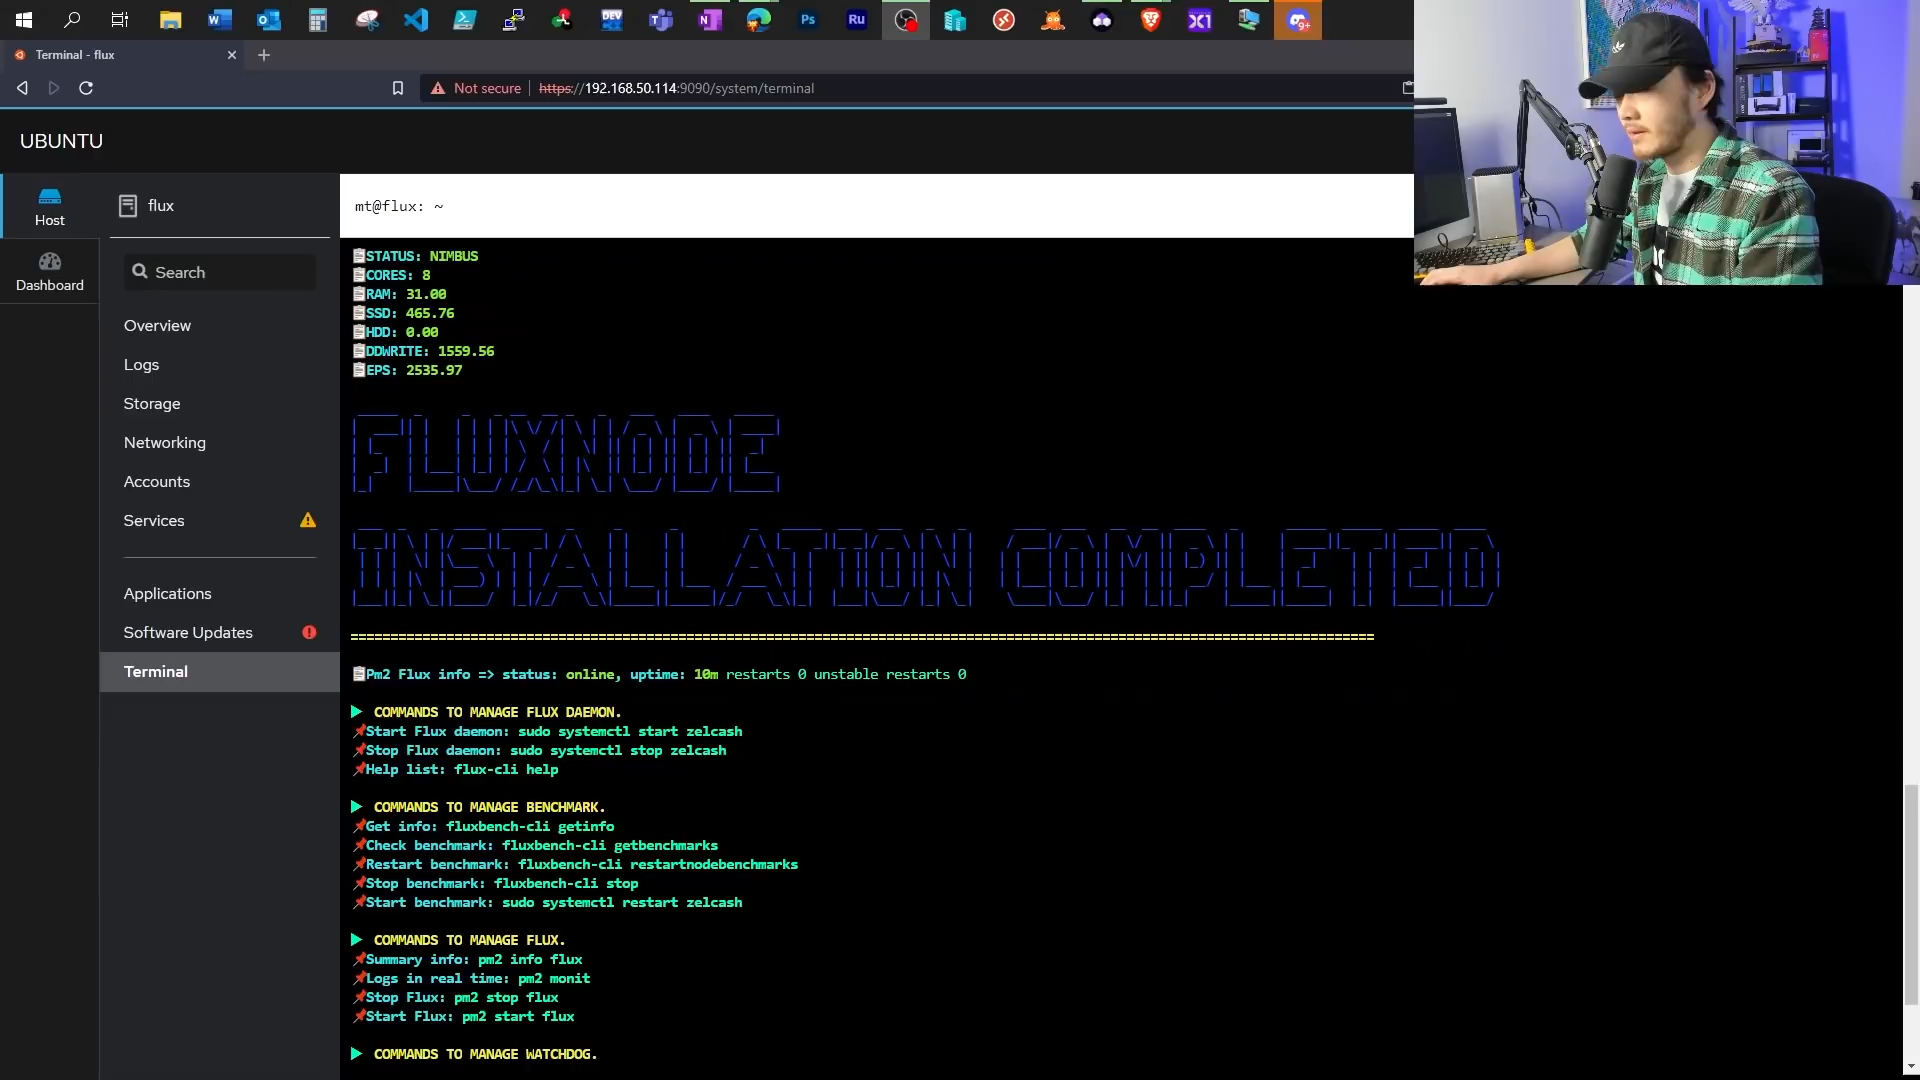 Terminal - flux
Not secure https://192.168.50.114:9090/system/terminal
UBUNTU
Host
Dashboard
flux
Search
Overview
Logs
Storage
Networking
Accounts
Services
Applications
Software Updates
Terminal
mt@flux: ~
STATUS: NIMBUS
CORES: 8
RAM: 31.00
SSD: 465.76
HDD: 0.00
DDWRITE: 1559.56
EPS: 2535.97
FLUXNODE
INSTALLATION COMPLETED
================================================================================================================================
Pm2 Flux info => status: online, uptime: 10m restarts 0 unstable restarts 0
COMMANDS TO MANAGE FLUX DAEMON.
Start Flux daemon: sudo systemctl start zelcash
Stop Flux daemon: sudo systemctl stop zelcash
Help list: flux-cli help
COMMANDS TO MANAGE BENCHMARK.
Get info: fluxbench-cli getinfo
Check benchmark: fluxbench-cli getbenchmarks
Restart benchmark: fluxbench-cli restartnodebenchmarks
Stop benchmark: fluxbench-cli stop
Start benchmark: sudo systemctl restart zelcash
COMMANDS TO MANAGE FLUX.
Summary info: pm2 info flux
Logs in real time: pm2 monit
Stop Flux: pm2 stop flux
Start Flux: pm2 start flux
COMMANDS TO MANAGE WATCHDOG.